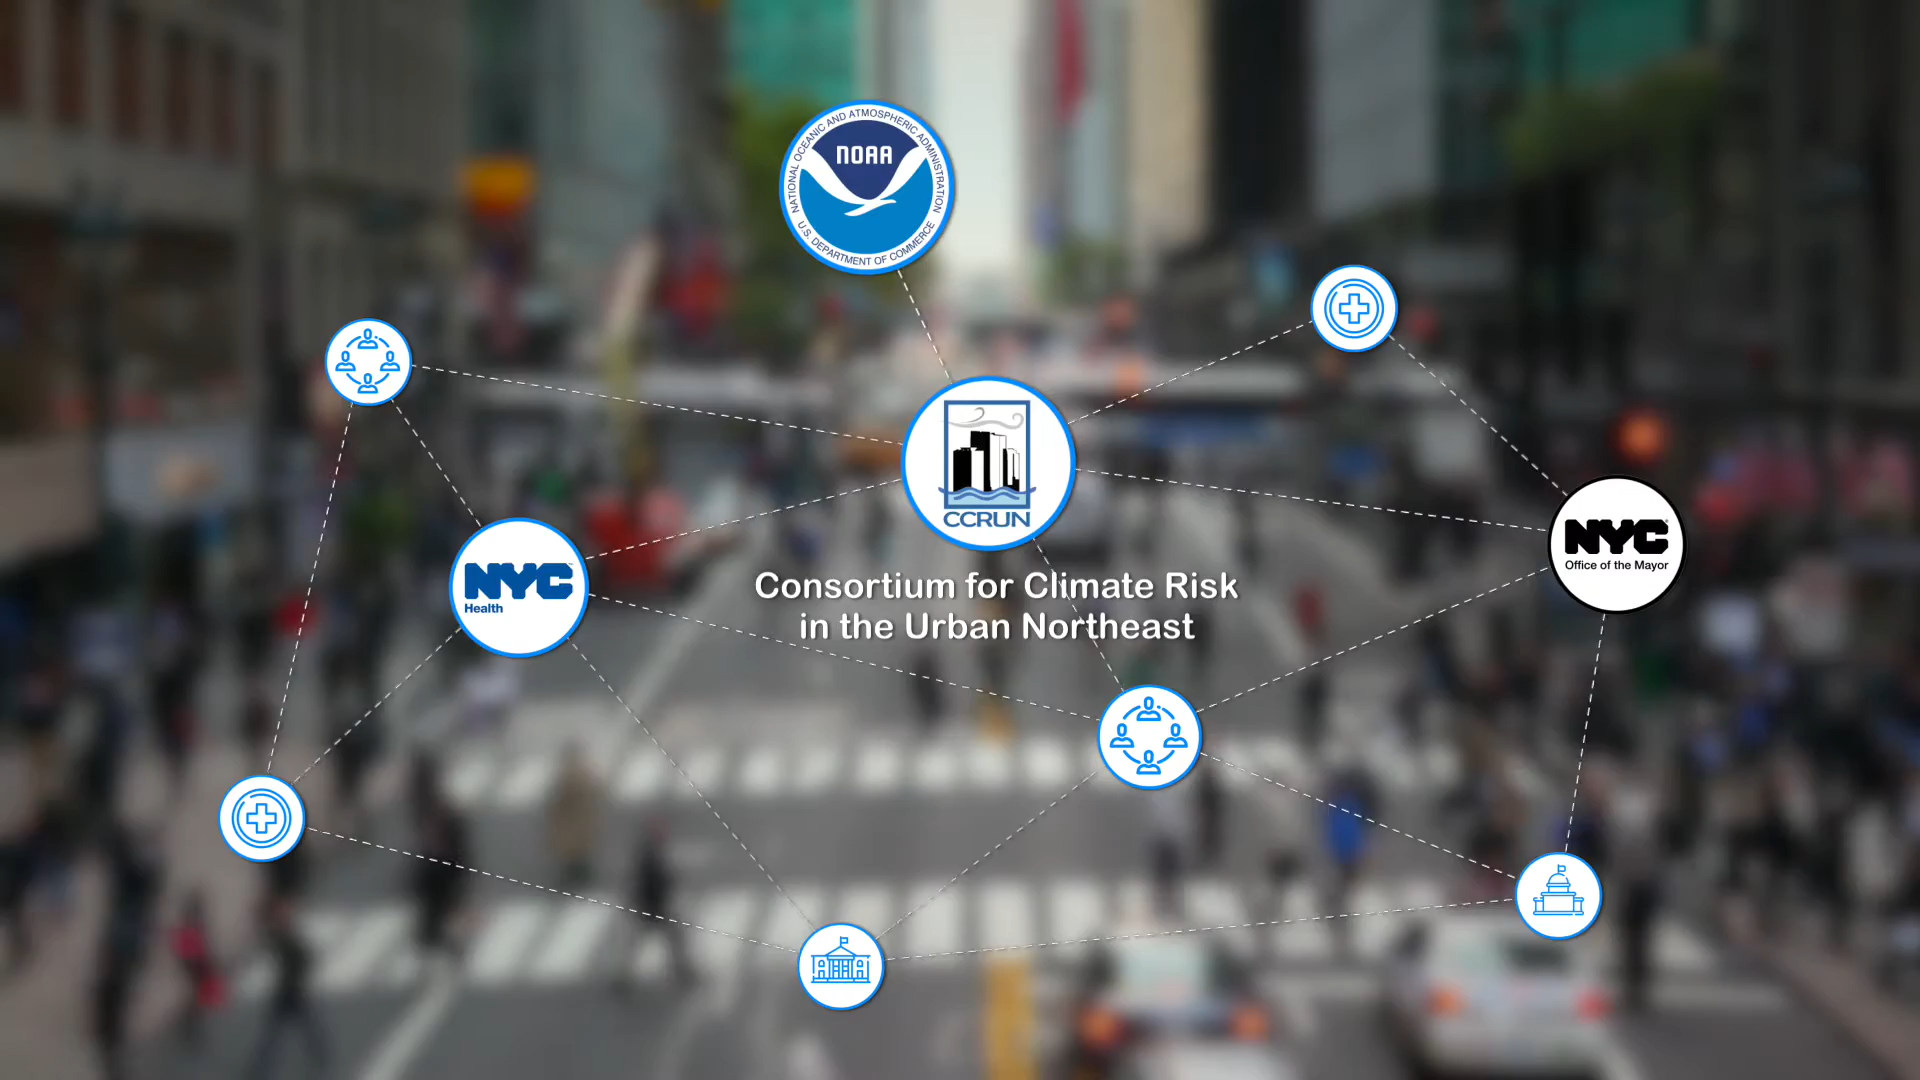 NATIONAL OCEANIC AND ATMOSPHERIC ADMINISTRATION
NOAA
U.S. DEPARTMENT OF COMMERCE
CCRUN
NYC
Office of the Mayor
NYC
Health
Consortium for Climate Risk
in the Urban Northeast